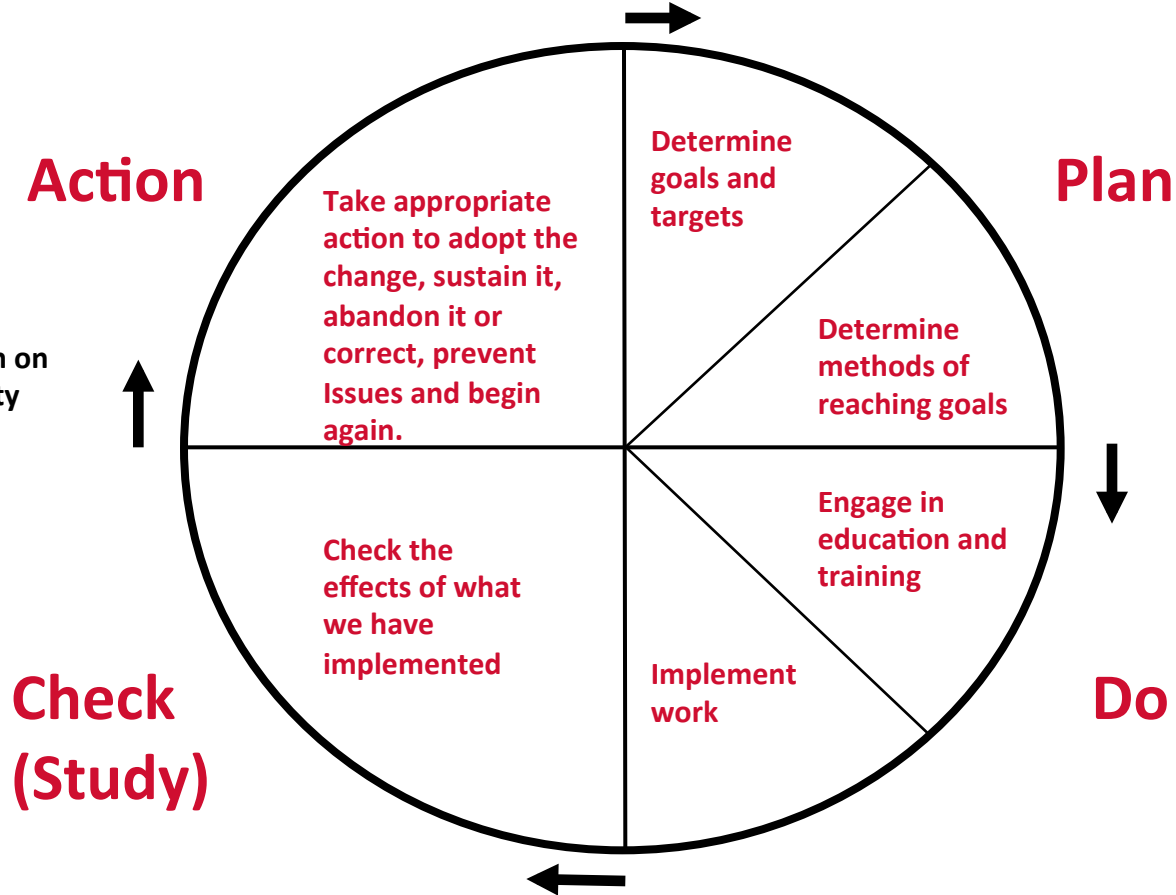 Action
Plan
Determine
goals and
targets
Take appropriate
action to adopt the
change, sustain it,
abandon it or
correct, prevent
Issues and begin
again.
Determine
methods of
reaching goals
on
Engage in
education and
training
Check the
effects of what
we have
implemented
Implement
work
Check
(Study)
Do